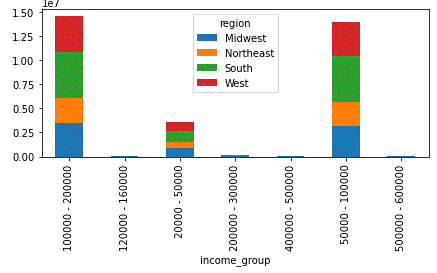 1e7
1.50
1.25
1.00
0.75
0.50
0.25
0.00
region
Midwest
Northeast
South
West
100000 - 200000
120000 - 160000
20000 - 50000
200000 - 300000
400000 - 500000
50000 - 100000
500000 - 600000
income_group